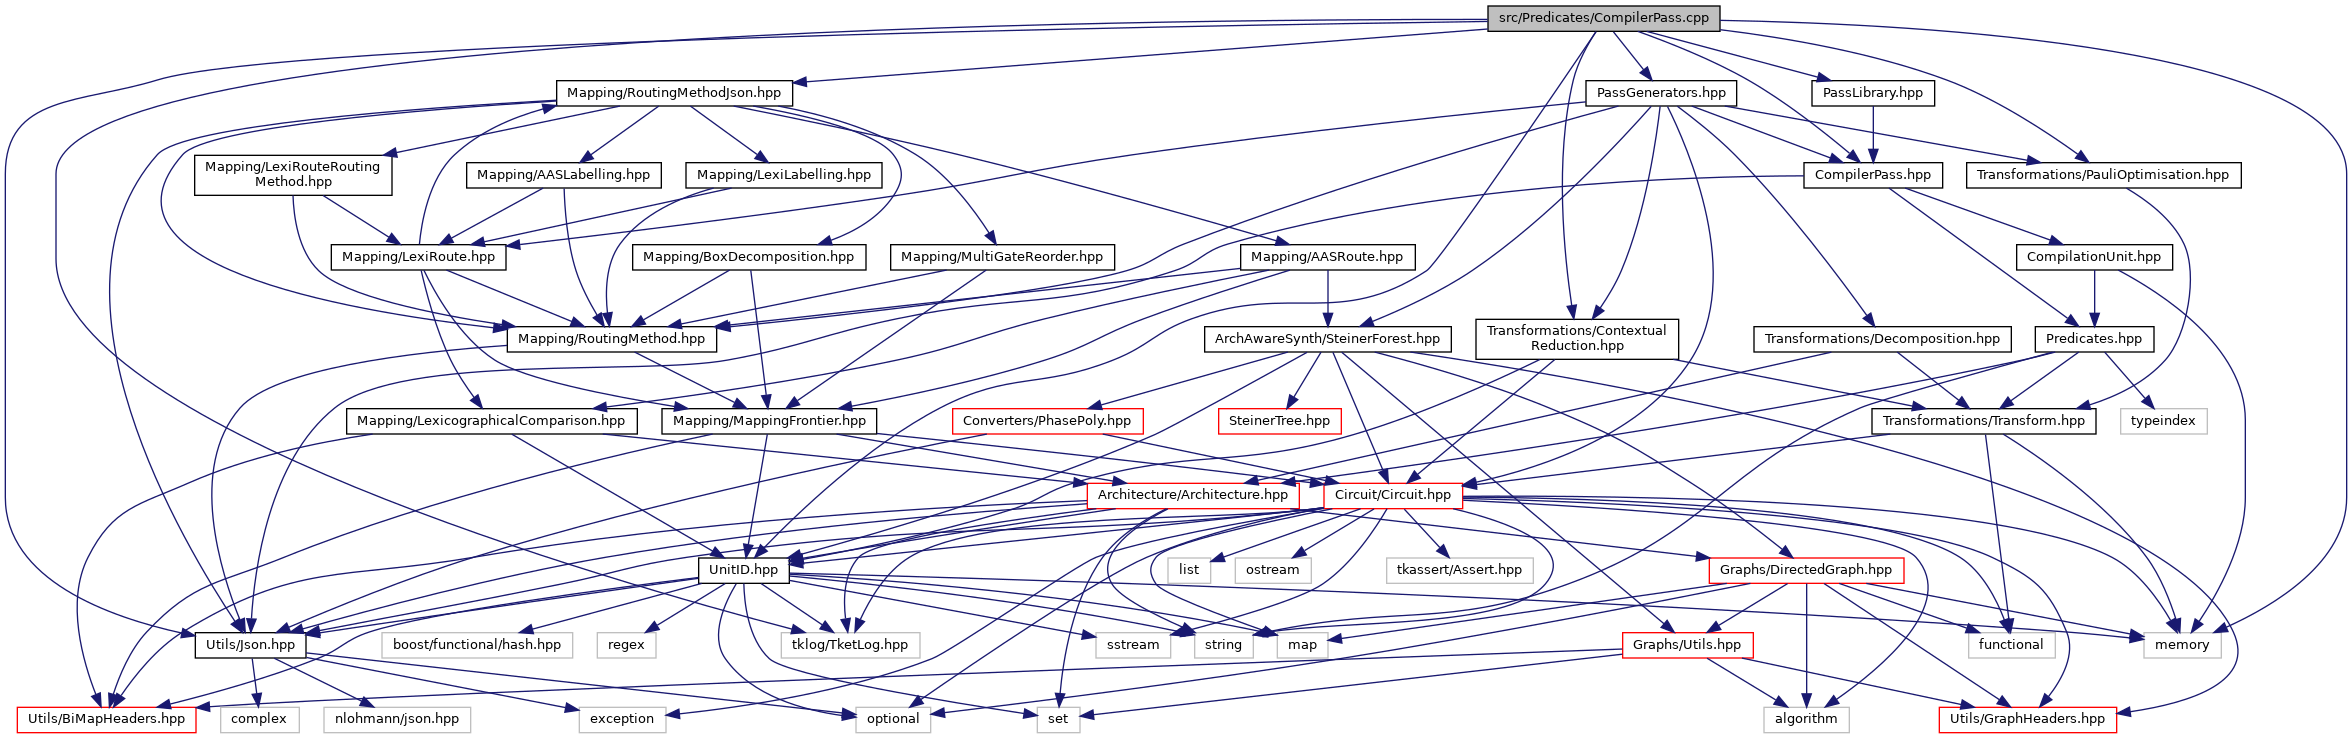 src/Predicates/CompilerPass.cpp
Mapping/RoutingMethodJson.hpp
PassGenerators.hpp
PassLibrary.hpp
Mapping/LexiRouteRouting
Method.hpp
Mapping/AASLabelling.hpp
Mapping/LexiLabelling.hpp
CompilerPass.hpp
Transformations/PauliOptimisation.hpp
Mapping/LexiRoute.hpp
Mapping/BoxDecomposition.hpp
Mapping/MultiGateReorder.hpp
Mapping/AASRoute.hpp
CompilationUnit.hpp
Mapping/RoutingMethod.hpp
ArchAwareSynth/SteinerForest.hpp
Transformations/Contextual
Reduction.hpp
Transformations/Decomposition.hpp
Predicates.hpp
Mapping/LexicographicalComparison.hpp
Mapping/MappingFrontier.hpp
Converters/PhasePoly.hpp
SteinerTree.hpp
Transformations/Transform.hpp
typeindex
Architecture/Architecture.hpp
Circuit/Circuit.hpp
UnitID.hpp
list
ostream
tkassert/Assert.hpp
Graphs/DirectedGraph.hpp
Utils/Json.hpp
boost/functional/hash.hpp
regex
tklog/TketLog.hpp
sstream
string
map
Graphs/Utils.hpp
functional
memory
Utils/BiMapHeaders.hpp
complex
nlohmann/json.hpp
exception
optional
set
algorithm
Utils/GraphHeaders.hpp